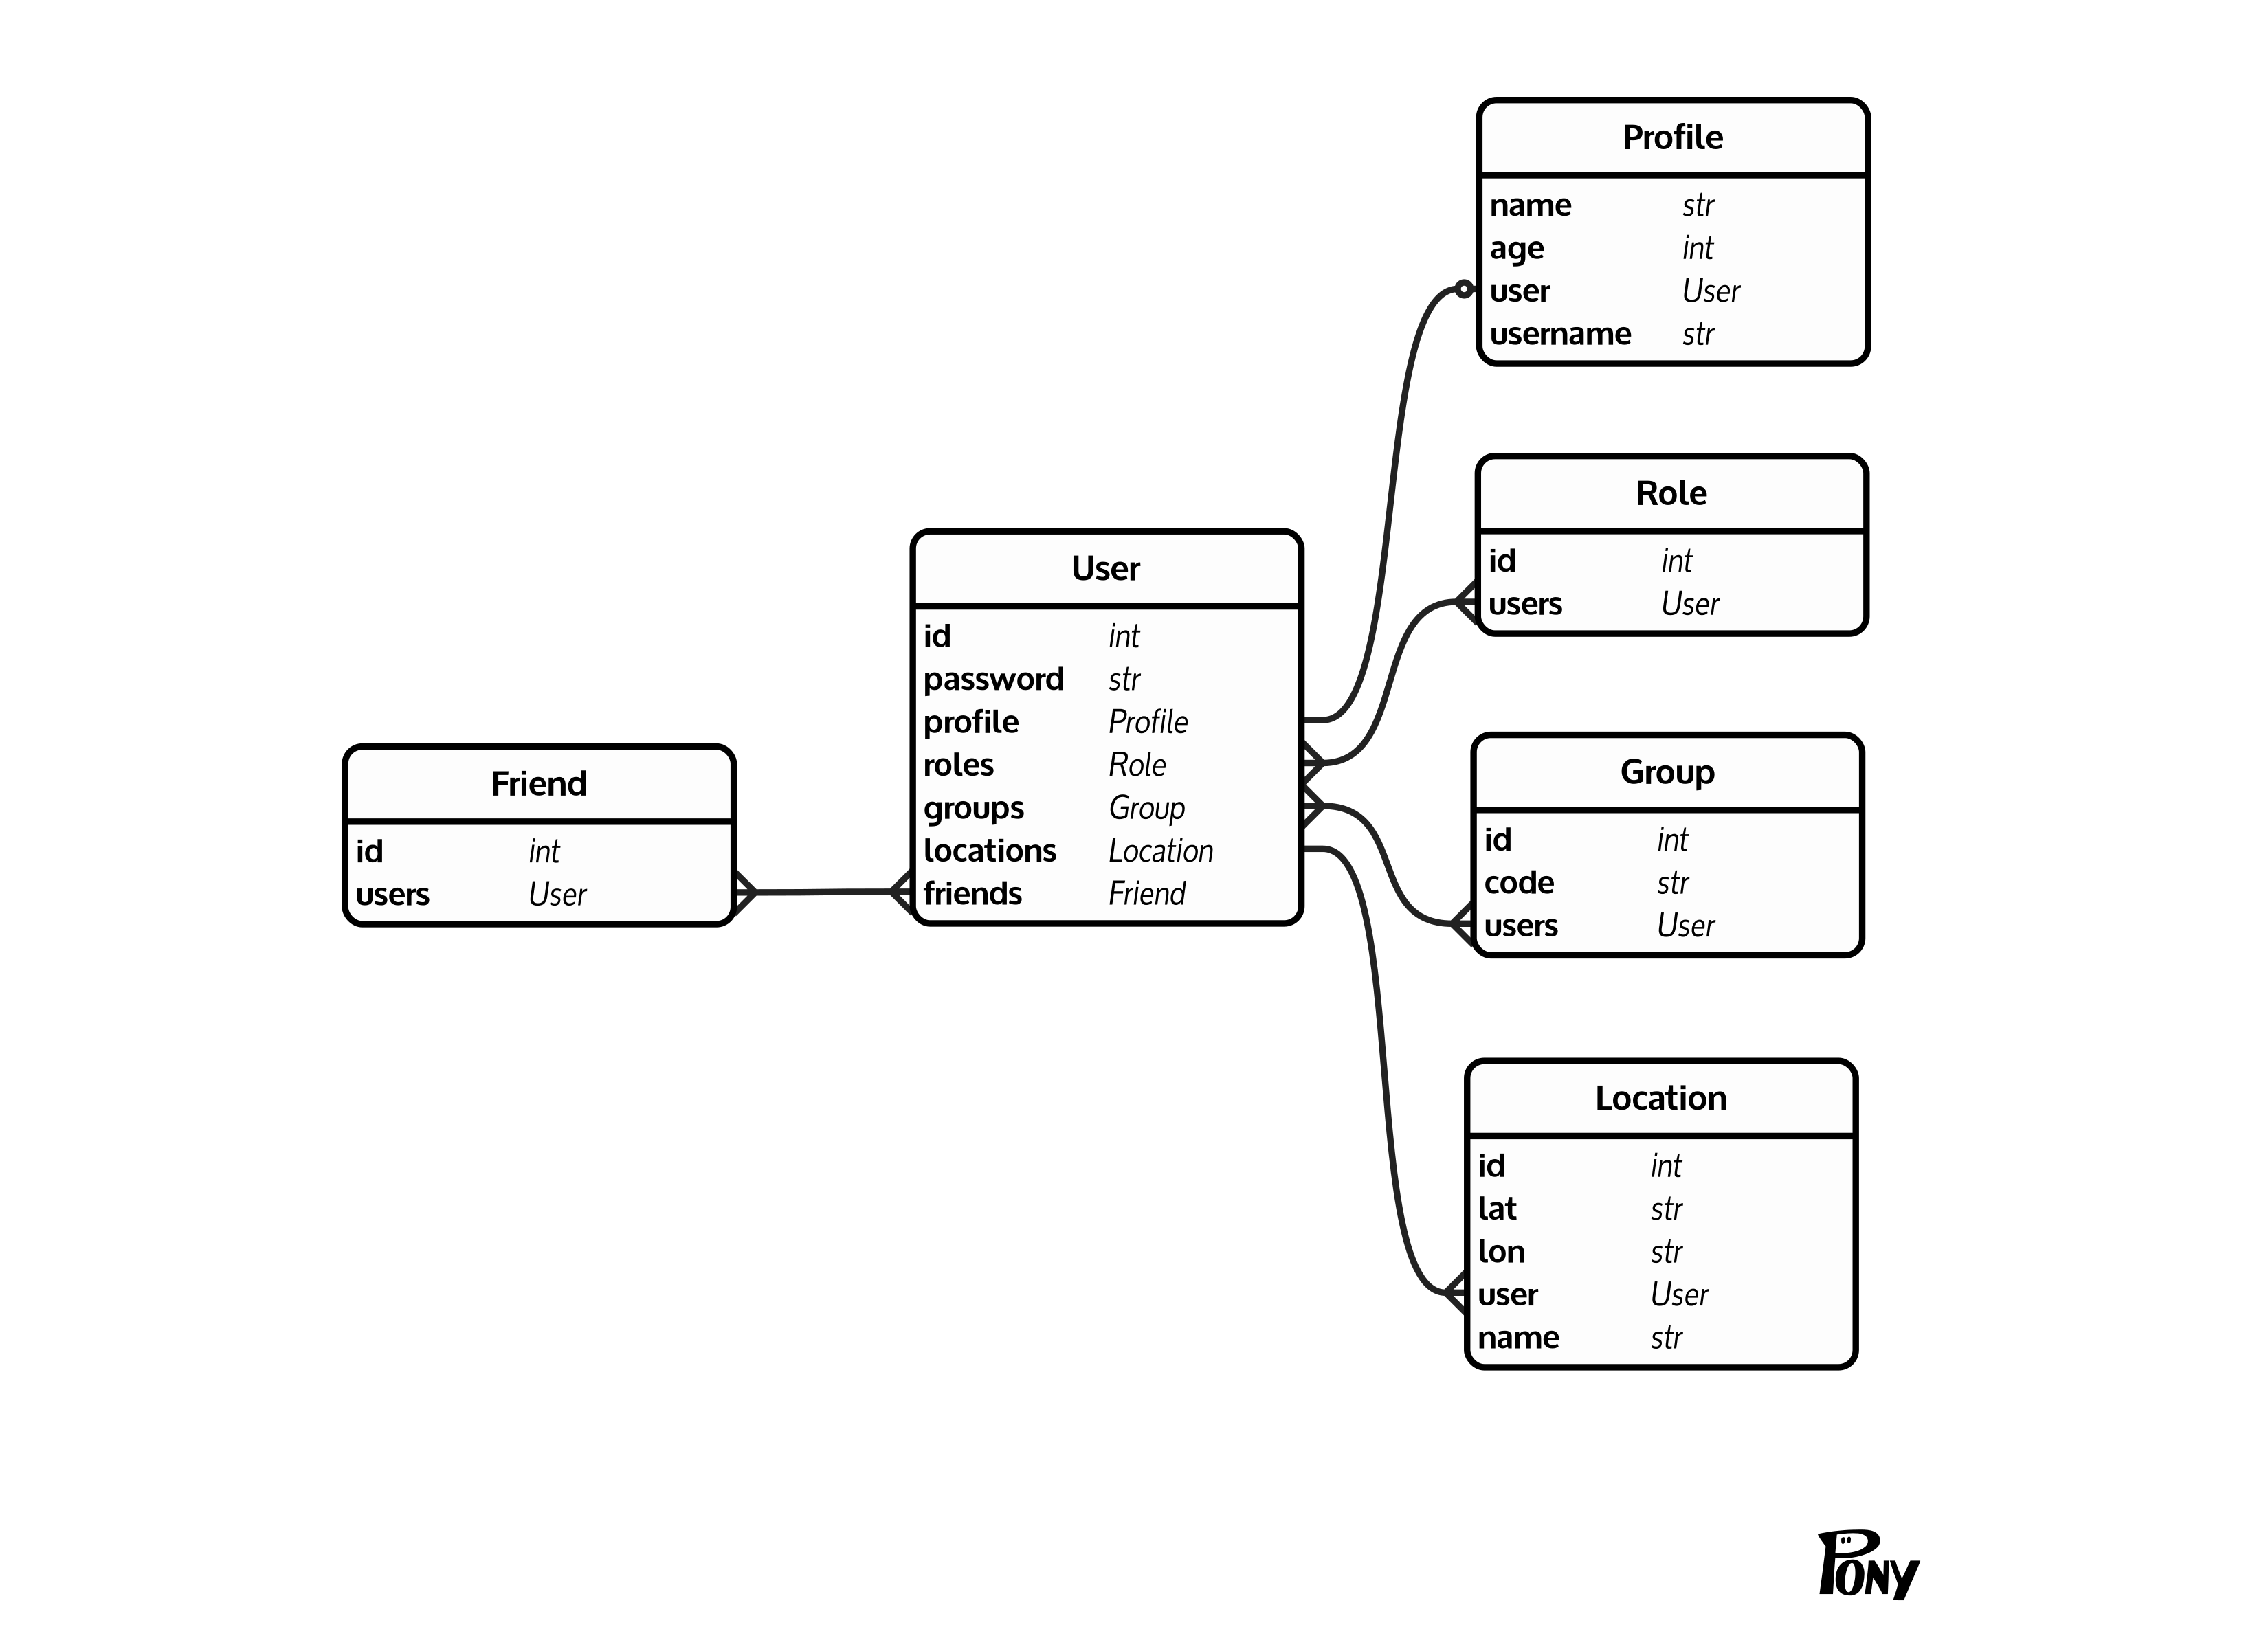 Profile
name str
age int
user User
username str
Role
id int
users User
User
id int
password str
profile Profile
roles Role
groups Group
locations Location
friends Friend
Friend
id int
users User
Group
id int
code str
users User
Location
id int
lat str
lon str
user User
name str
PONY